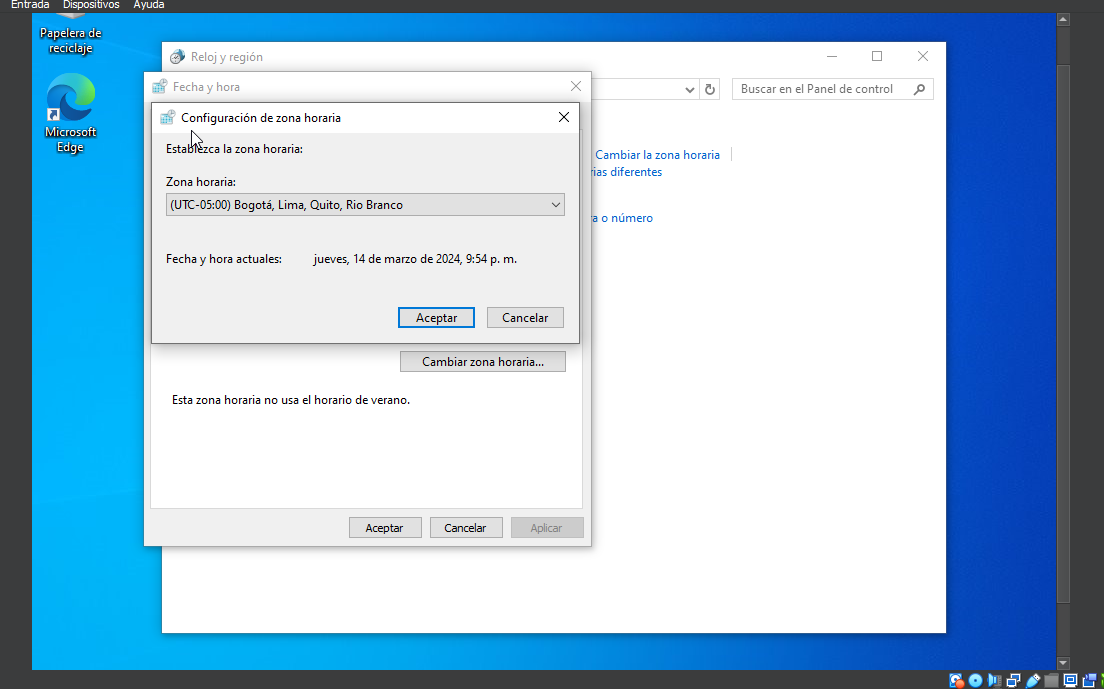 Entrada Dispositivos Ayuda
Papelera de
reciclaje
Microsoft
Edge
Reloj y región
Fecha y hora
Buscar en el Panel de control
Configuración de zona horaria
Establezca la zona horaria:
Cambiar la zona horaria
rias diferentes
Zona horaria:
(UTC-05:00) Bogotá, Lima, Quito, Rio Branco
ra o número
Fecha y hora actuales: jueves, 14 de marzo de 2024, 9:54 p. m.
Aceptar Cancelar
Cambiar zona horaria...
Esta zona horaria no usa el horario de verano.
Aceptar Cancelar Aplicar